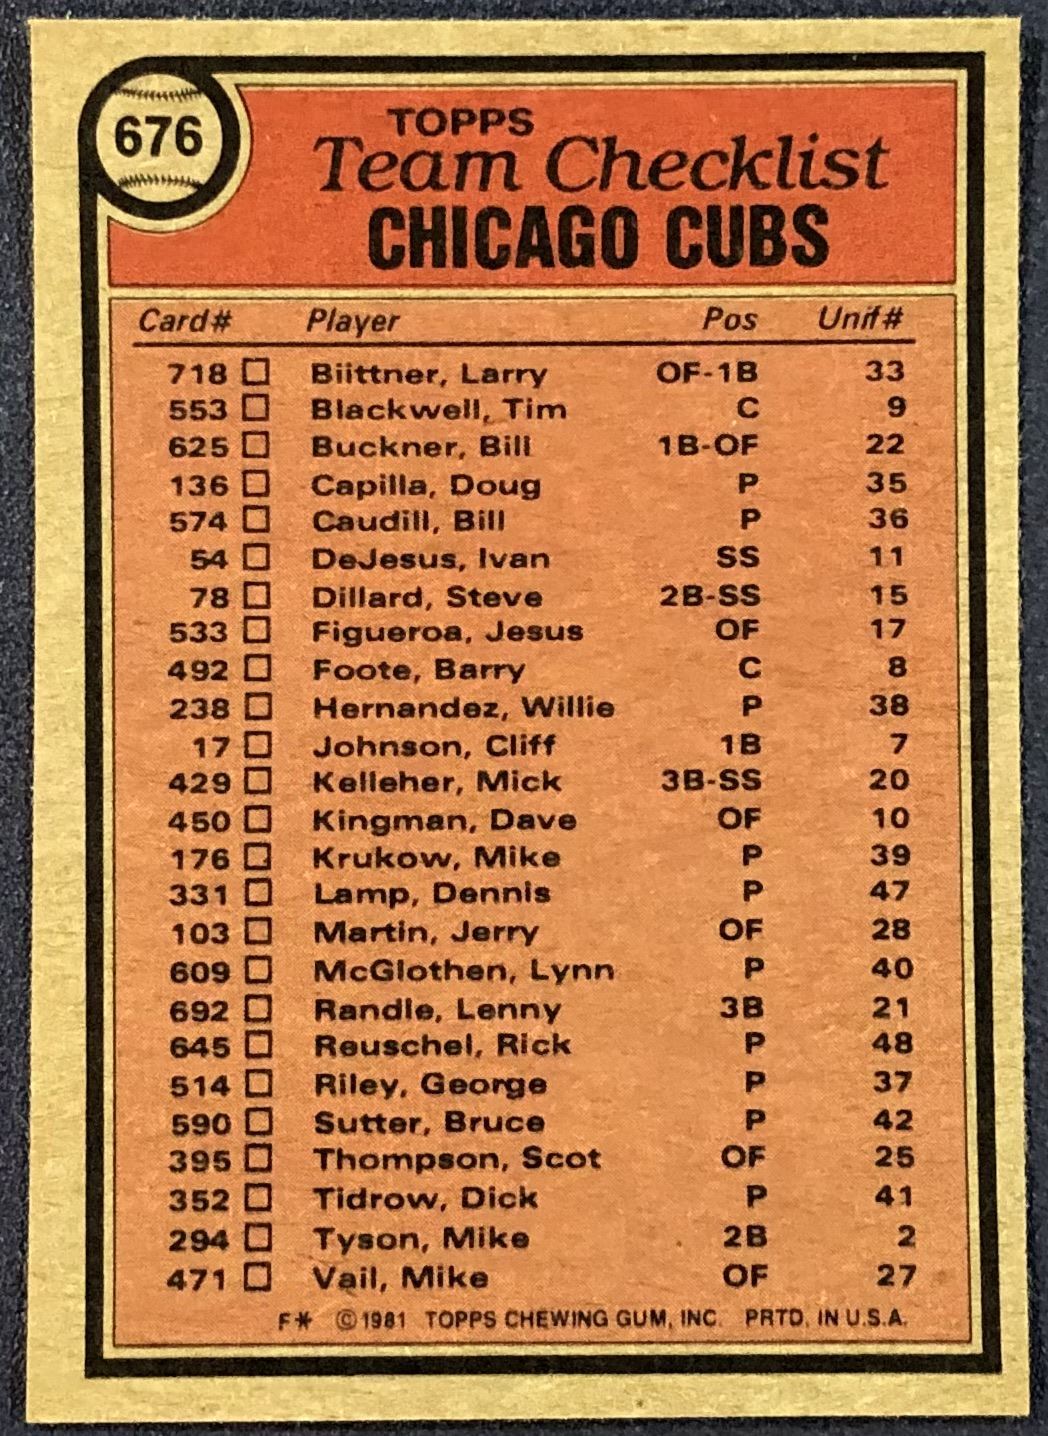 676
TOPPS
Team Checklist
CHICAGO CUBS
Card# Player Pos Unif#
718 Biittner, Larry OF-1B 33
553 Blackwell, Tim C 9
625 Buckner, Bill 1B-OF 22
136 Capilla, Doug P 35
574 Caudill, Bill P 36
54 DeJesus, Ivan SS 11
78 Dillard, Steve 2B-SS 15
533 Figueroa, Jesus OF 17
492 Foote, Barry C 8
238 Hernandez, Willie P 38
17 Johnson, Cliff 1B 7
429 Kelleher, Mick 3B-SS 20
450 Kingman, Dave OF 10
176 Krukow, Mike P 39
331 Lamp, Dennis P 47
103 Martin, Jerry OF 28
609 McGlothen, Lynn P 40
692 Randle, Lenny 3B 21
645 Reuschel, Rick P 48
514 Riley, George P 37
590 Sutter, Bruce P 42
395 Thompson, Scot OF 25
352 Tidrow, Dick P 41
294 Tyson, Mike 2B 2
471 Vail, Mike OF 27
F* ©1981 TOPPS CHEWING GUM, INC. PRTD. IN U.S.A.